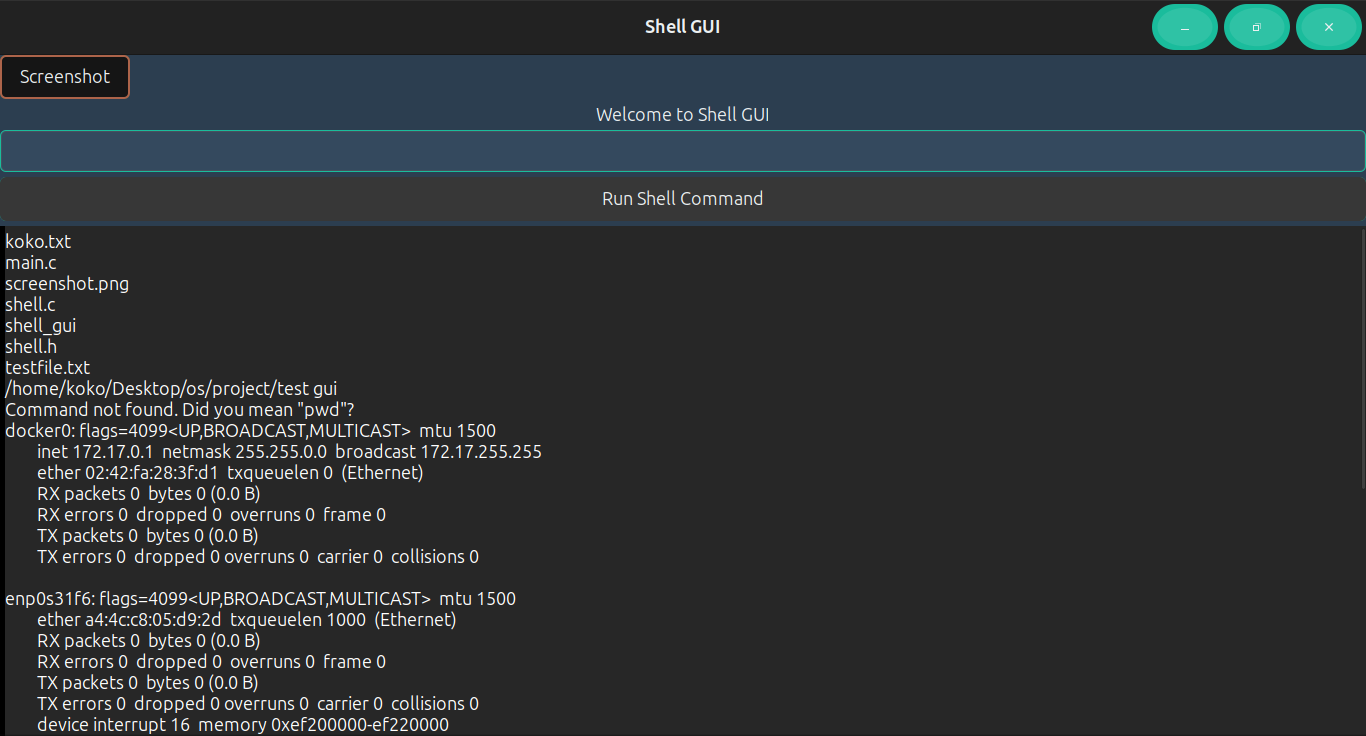 Shell GUI
Screenshot
Welcome to Shell GUI
Run Shell Command
koko.txt
main.c
screenshot.png
shell.c
shell_gui
shell.h
testfile.txt
/home/koko/Desktop/os/project/test gui
Command not found. Did you mean "pwd"?
docker0: flags=4099<UP,BROADCAST,MULTICAST>  mtu 1500
        inet 172.17.0.1  netmask 255.255.0.0  broadcast 172.17.255.255
        ether 02:42:fa:28:3f:d1  txqueuelen 0  (Ethernet)
        RX packets 0  bytes 0 (0.0 B)
        RX errors 0  dropped 0  overruns 0  frame 0
        TX packets 0  bytes 0 (0.0 B)
        TX errors 0  dropped 0 overruns 0  carrier 0  collisions 0

enp0s31f6: flags=4099<UP,BROADCAST,MULTICAST>  mtu 1500
        ether a4:4c:c8:05:d9:2d  txqueuelen 1000  (Ethernet)
        RX packets 0  bytes 0 (0.0 B)
        RX errors 0  dropped 0  overruns 0  frame 0
        TX packets 0  bytes 0 (0.0 B)
        TX errors 0  dropped 0 overruns 0  carrier 0  collisions 0
        device interrupt 16  memory 0xef200000-ef220000